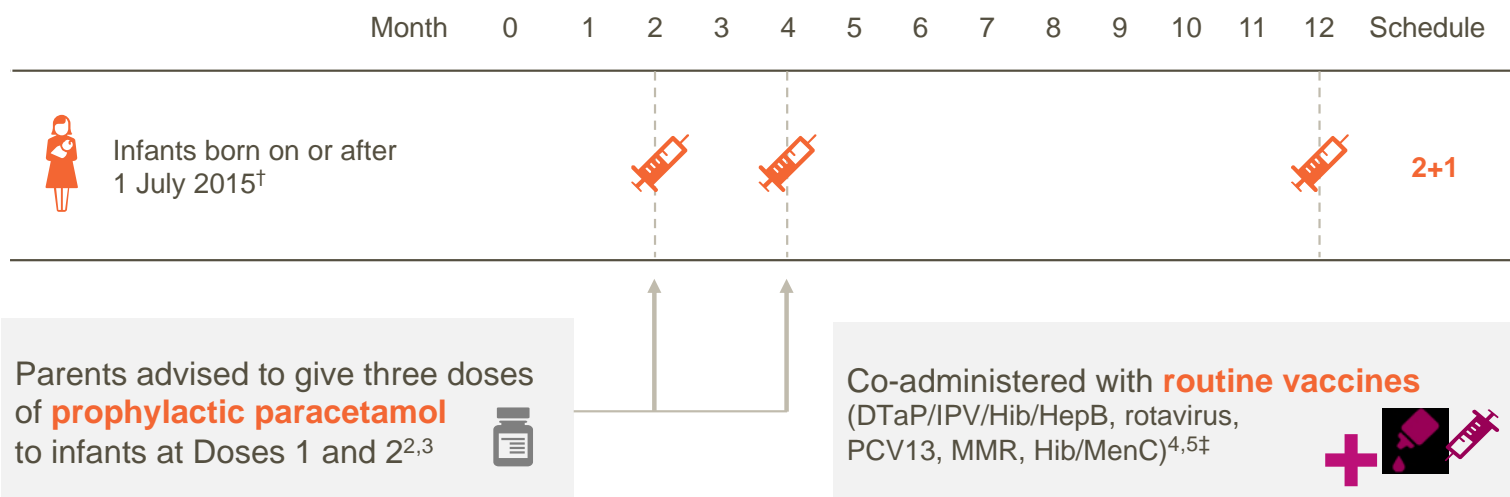 Month 0 1 2 3 4 5 6 7 8 9 10 11 12 Schedule
Infants born on or after
1 July 2015†
2+1
Parents advised to give three doses
of prophylactic paracetamol
to infants at Doses 1 and 2²,³
Co-administered with routine vaccines
(DTaP/IPV/Hib/HepB, rotavirus,
PCV13, MMR, Hib/MenC)⁴,⁵‡